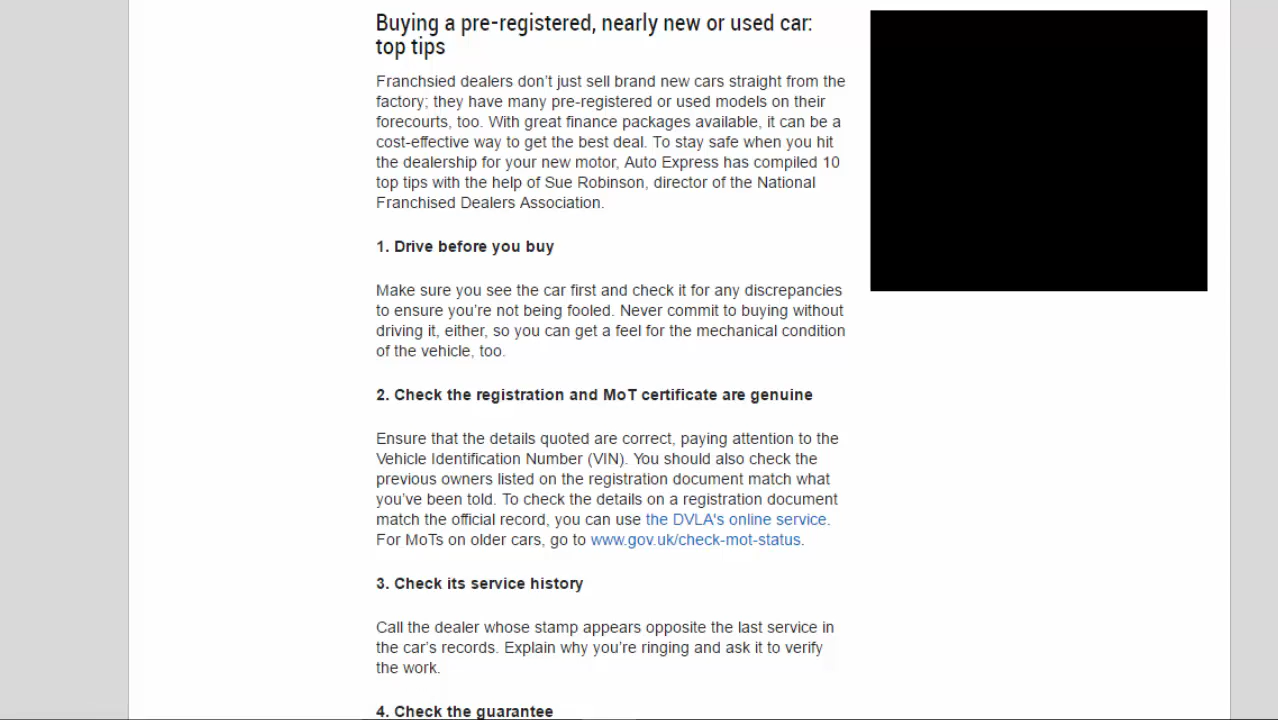 Buying a pre-registered, nearly new or used car:
top tips
Franchsied dealers don’t just sell brand new cars straight from the
factory; they have many pre-registered or used models on their
forecourts, too. With great finance packages available, it can be a
cost-effective way to get the best deal. To stay safe when you hit
the dealership for your new motor, Auto Express has compiled 10
top tips with the help of Sue Robinson, director of the National
Franchised Dealers Association.
1. Drive before you buy
Make sure you see the car first and check it for any discrepancies
to ensure you’re not being fooled. Never commit to buying without
driving it, either, so you can get a feel for the mechanical condition
of the vehicle, too.
2. Check the registration and MoT certificate are genuine
Ensure that the details quoted are correct, paying attention to the
Vehicle Identification Number (VIN). You should also check the
previous owners listed on the registration document match what
you’ve been told. To check the details on a registration document
match the official record, you can use the DVLA's online service.
For MoTs on older cars, go to www.gov.uk/check-mot-status.
3. Check its service history
Call the dealer whose stamp appears opposite the last service in
the car’s records. Explain why you’re ringing and ask it to verify
the work.
4. Check the guarantee